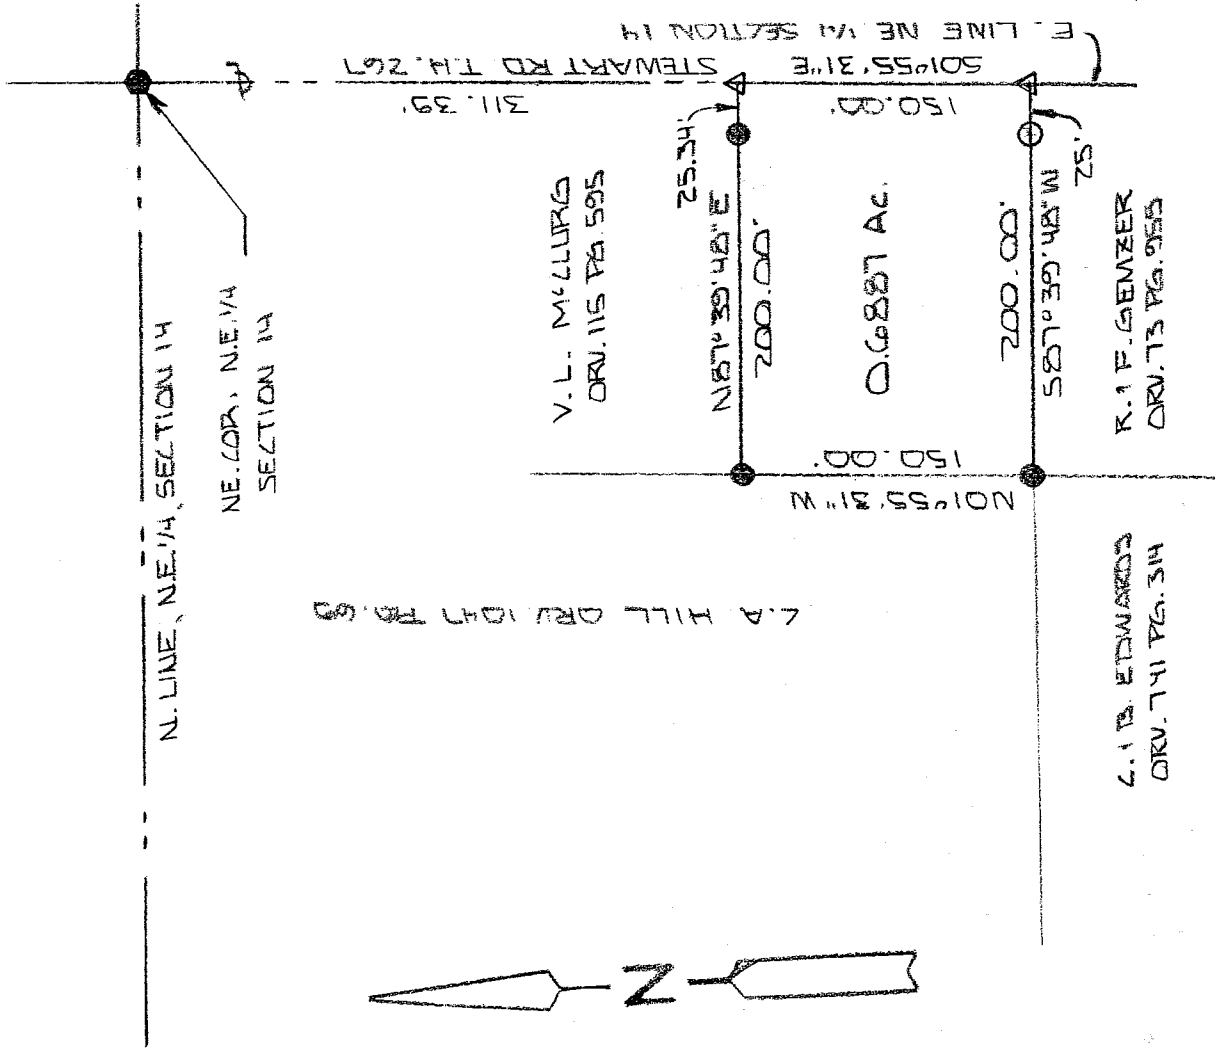 E. LINE NE 1/4 SECTION 14
STEWART RD T.H. 267
S01°55'31"E
311.39'
150.00'
25.34'
25'
NE. COR. N.E. 1/4
SECTION 14
N. LINE, N.E. 1/4, SECTION 14
V. L. McCLURG
ORV. 115 PG. 595
N87°39'48"E
200.00'
0.6887 Ac.
200.00'
S87°39'48"W
R. & F. GEMZER
ORV. 73 PG. 955
150.00'
N01°55'31"W
C.A. HILL ORV. 1047 PG. 69
C. & B. EDWARDS
ORV. 741 PG. 314
N